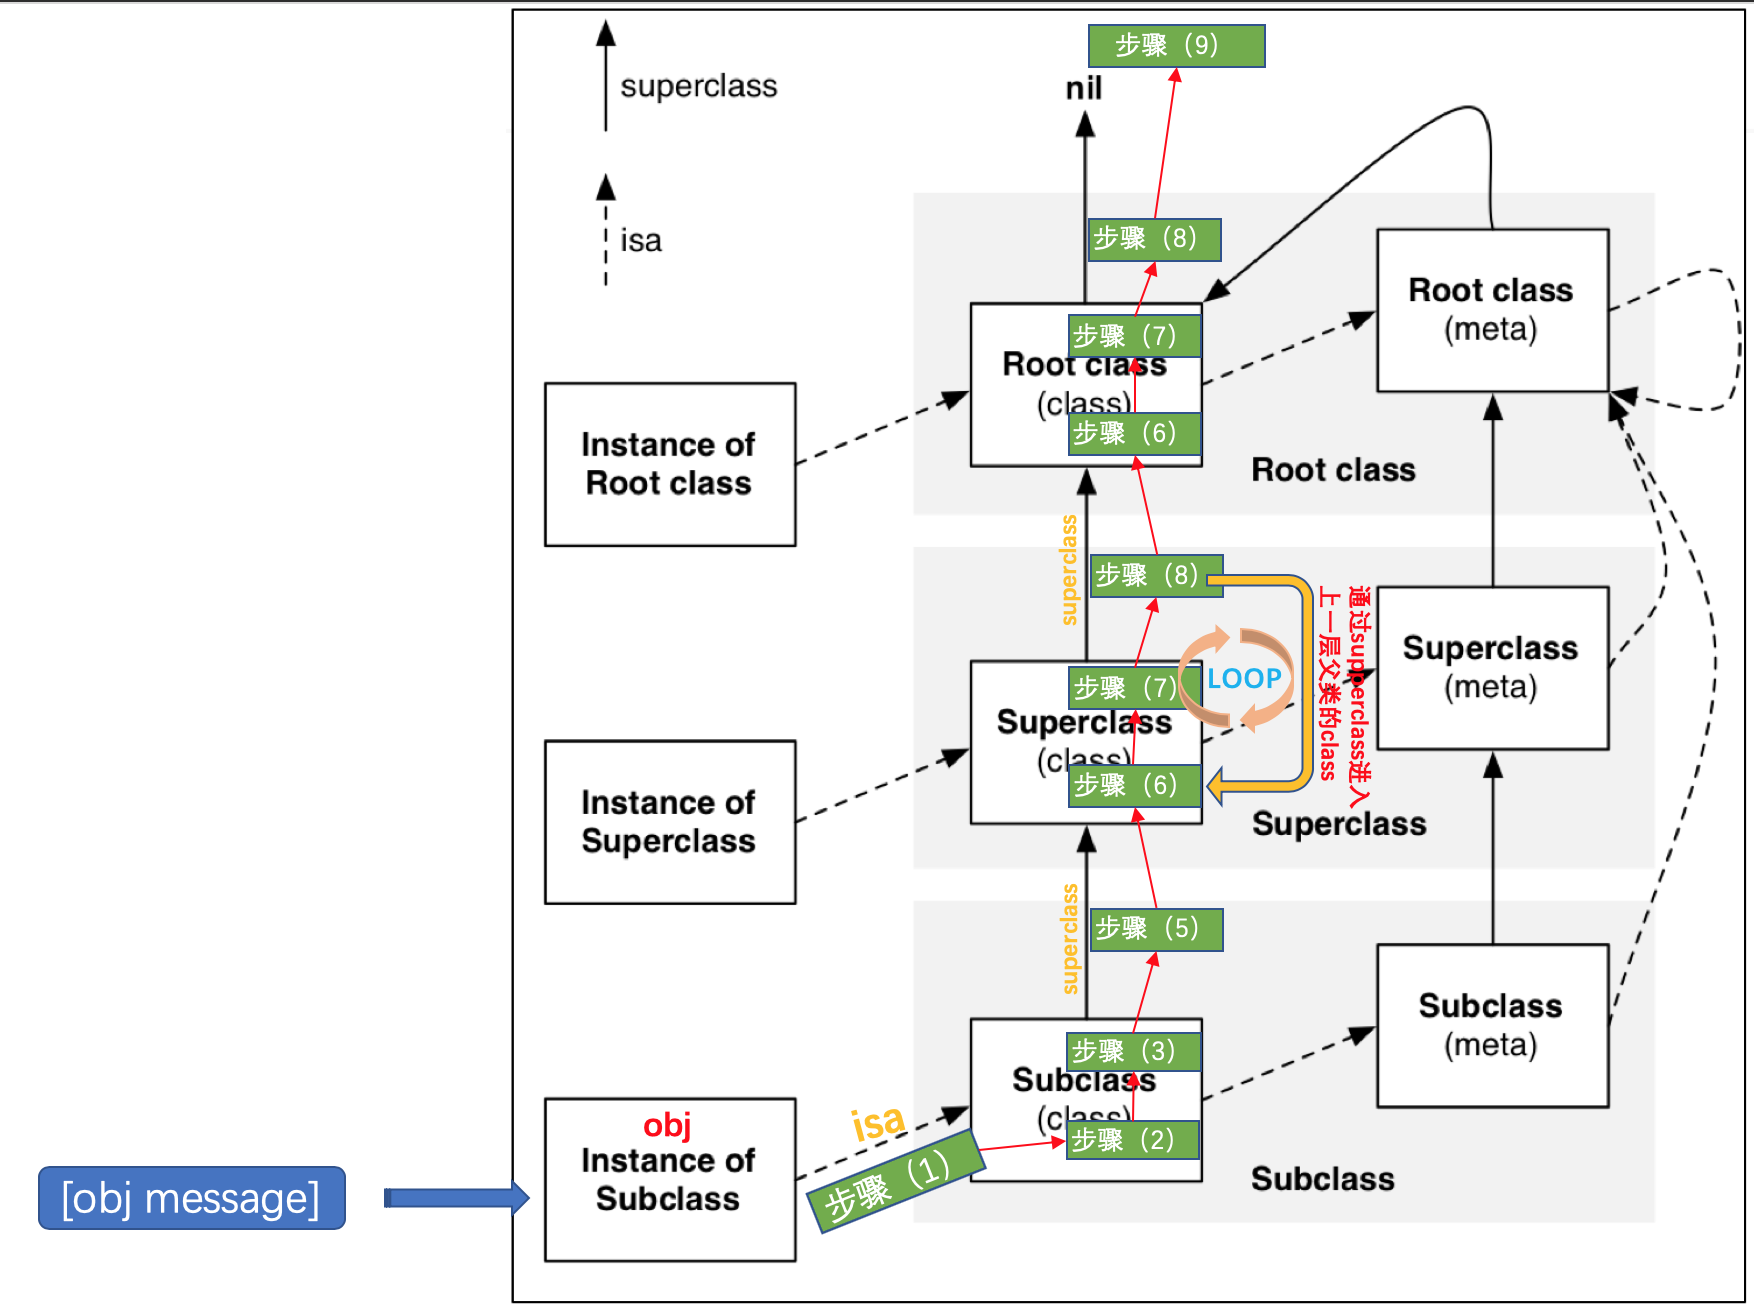 步骤（9）
superclass
nil
步骤（8）
isa
Root class
(meta)
步骤（7）
Root class
(class)
步骤（6）
Instance of
Root class
Root class
superclass
步骤（8）
通过supperclass进入
上一层父类的class
Superclass
(meta)
步骤（7）
LOOP
Superclass
(class)
步骤（6）
Instance of
Superclass
Superclass
superclass
步骤（5）
Subclass
(meta)
步骤（3）
Subclass
(class)
步骤（2）
isa
步骤（1）
obj
Instance of
Subclass
Subclass
[obj message]